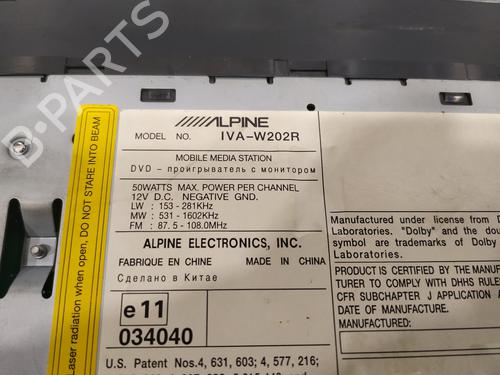 B-PARTS
ALPINE
MODEL NO. IVA-W202R
MOBILE MEDIA STATION
DVD - проигрыватель с монитором
50WATTS MAX. POWER PER CHANNEL
12V D.C. NEGATIVE GND.
LW : 153 - 281KHz
MW : 531 - 1602KHz
FM : 87. 5 - 108.0MHz
ALPINE ELECTRONICS, INC.
FABRIQUE EN CHINE MADE IN CHINA
Сделано в Китае
e11
034040
U.S. Patent Nos.4, 631, 603; 4, 577, 216;
Laser radiation when open, DO NOT STARE INTO BEAM
Manufactured under license from
Laboratories. "Dolby" and the
symbol are trademarks of Dolby
Laboratories.
PRODUCT IS CERTIFIED BY THE
TURER TO COMPLY WITH DHHS RULE
CFR SUBCHAPTER J APPLICATION A
DATE OF MANUFACTURE.
MANUFACTURED: